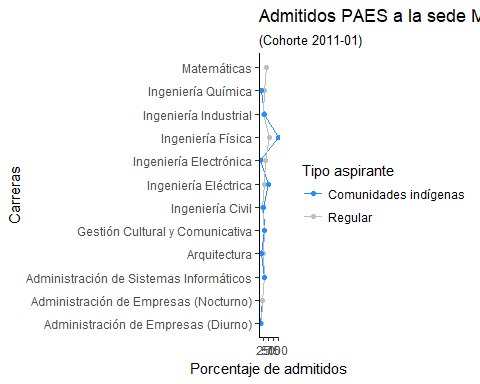 Admitidos PAES a la sede M
(Cohorte 2011-01)
Matemáticas
Ingeniería Química
Ingeniería Industrial
Ingeniería Física
Ingeniería Electrónica
Ingeniería Eléctrica
Ingeniería Civil
Gestión Cultural y Comunicativa
Arquitectura
Administración de Sistemas Informáticos
Administración de Empresas (Nocturno)
Administración de Empresas (Diurno)
Carreras
Porcentaje de admitidos
Tipo aspirante
Comunidades indígenas
Regular